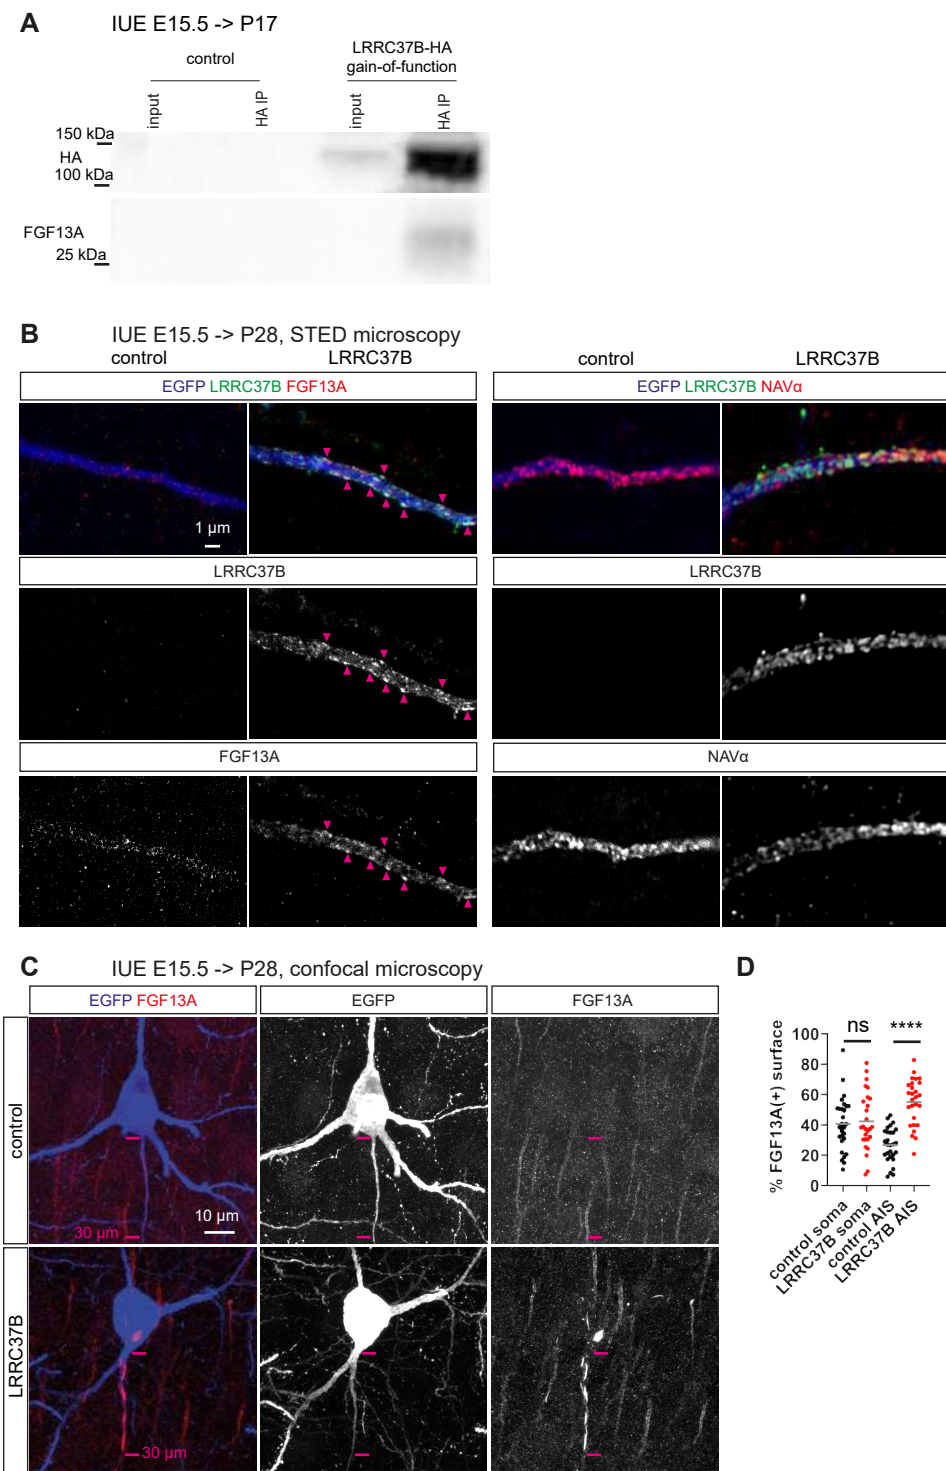 A
IUE E15.5 -> P17
control
LRRC37B-HA
gain-of-function
input
HA IP
input
HA IP
150 kDa
HA
100 kDa
FGF13A
25 kDa
B
IUE E15.5 -> P28, STED microscopy
control
LRRC37B
control
LRRC37B
EGFP LRRC37B FGF13A
EGFP LRRC37B NAVα
1 µm
LRRC37B
LRRC37B
FGF13A
NAVα
C
IUE E15.5 -> P28, confocal microscopy
EGFP FGF13A
EGFP
FGF13A
control
10 µm
30 µm
LRRC37B
30 µm
D
% FGF13A(+) surface
ns
****
100
80
60
40
20
0
control soma
LRRC37B soma
control AIS
LRRC37B AIS